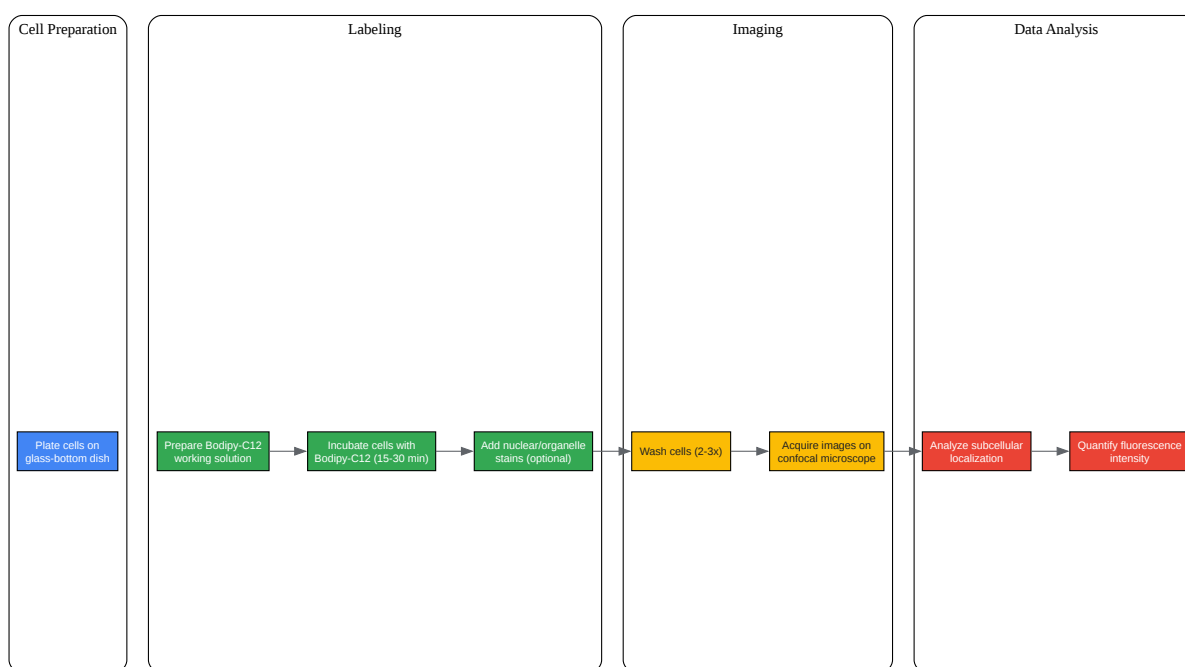 Cell Preparation
Plate cells on
glass-bottom dish
Labeling
Prepare Bodipy-C12
working solution
Incubate cells with
Bodipy-C12 (15-30 min)
Add nuclear/organelle
stains (optional)
Imaging
Wash cells (2-3x)
Acquire images on
confocal microscope
Data Analysis
Analyze subcellular
localization
Quantify fluorescence
intensity